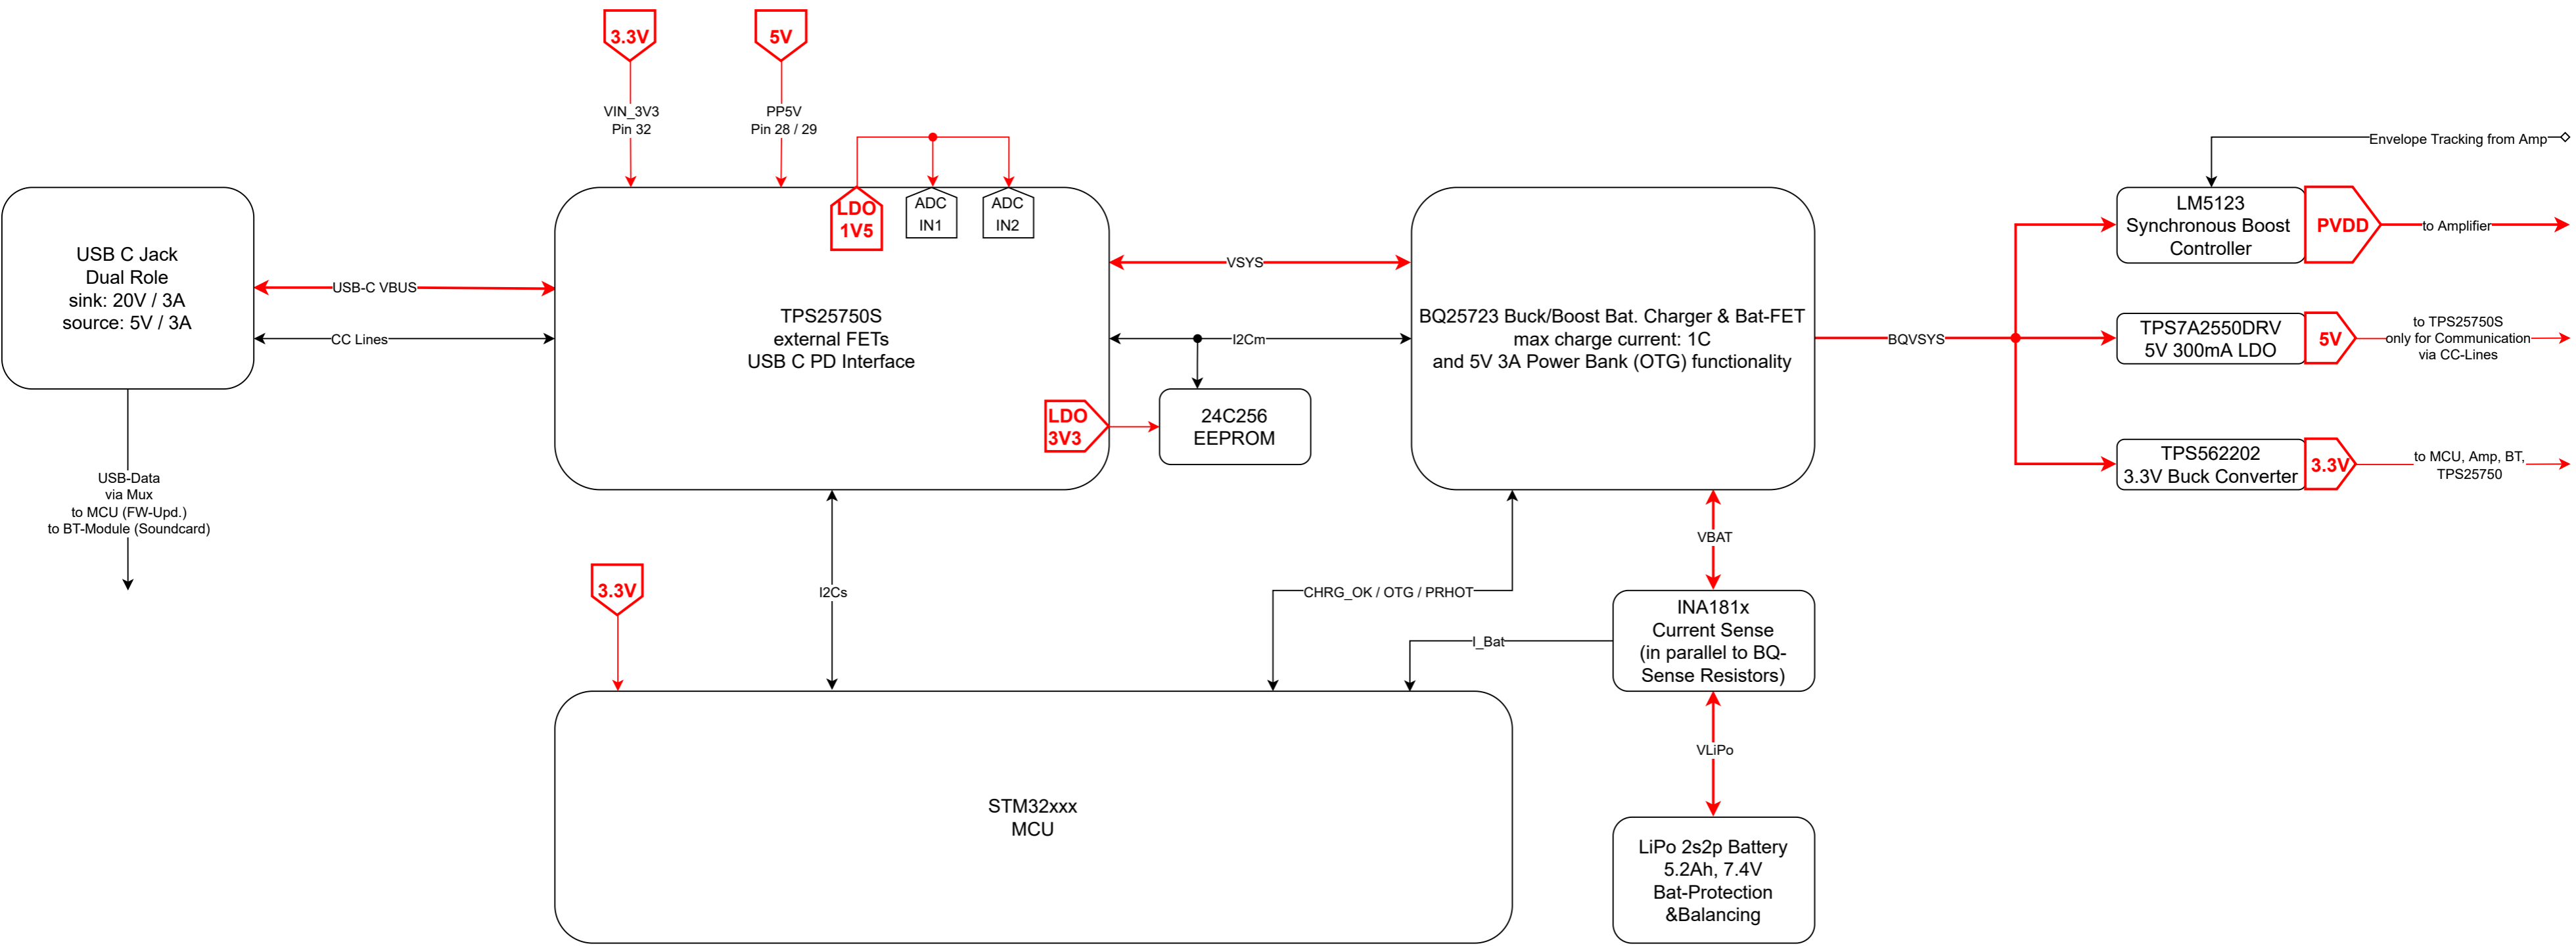 3.3V
5V
VIN_3V3
Pin 32
PP5V
Pin 28 / 29
Envelope Tracking from Amp
LDO
1V5
ADC
IN1
ADC
IN2
USB C Jack
Dual Role
sink: 20V / 3A
source: 5V / 3A
USB-C VBUS
CC Lines
TPS25750S
external FETs
USB C PD Interface
VSYS
I2Cm
LDO
3V3
24C256
EEPROM
BQ25723 Buck/Boost Bat. Charger & Bat-FET
max charge current: 1C
and 5V 3A Power Bank (OTG) functionality
BQVSYS
LM5123
Synchronous Boost
Controller
PVDD
to Amplifier
TPS7A2550DRV
5V 300mA LDO
5V
to TPS25750S
only for Communication
via CC-Lines
TPS562202
3.3V Buck Converter
3.3V
to MCU, Amp, BT,
TPS25750
USB-Data
via Mux
to MCU (FW-Upd.)
to BT-Module (Soundcard)
3.3V
I2Cs
CHRG_OK / OTG / PRHOT
I_Bat
VBAT
INA181x
Current Sense
(in parallel to BQ-
Sense Resistors)
VLiPo
STM32xxx
MCU
LiPo 2s2p Battery
5.2Ah, 7.4V
Bat-Protection
&Balancing